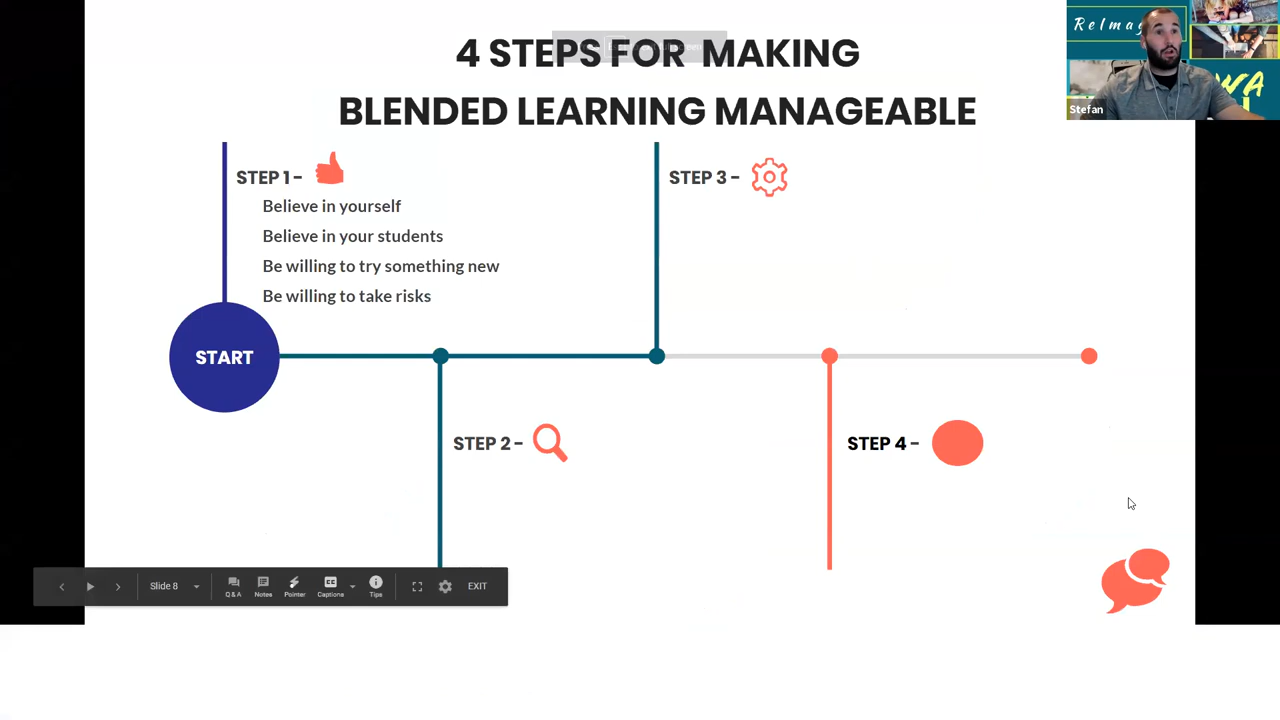 4 STEPS FOR MAKING
BLENDED LEARNING MANAGEABLE
STEP 1 -
Believe in yourself
Believe in your students
Be willing to try something new
Be willing to take risks
STEP 3 -
START
STEP 2 -
STEP 4 -
Slide 8
Q & A
Notes
Pointer
Captions
Tips
EXIT
Stefan